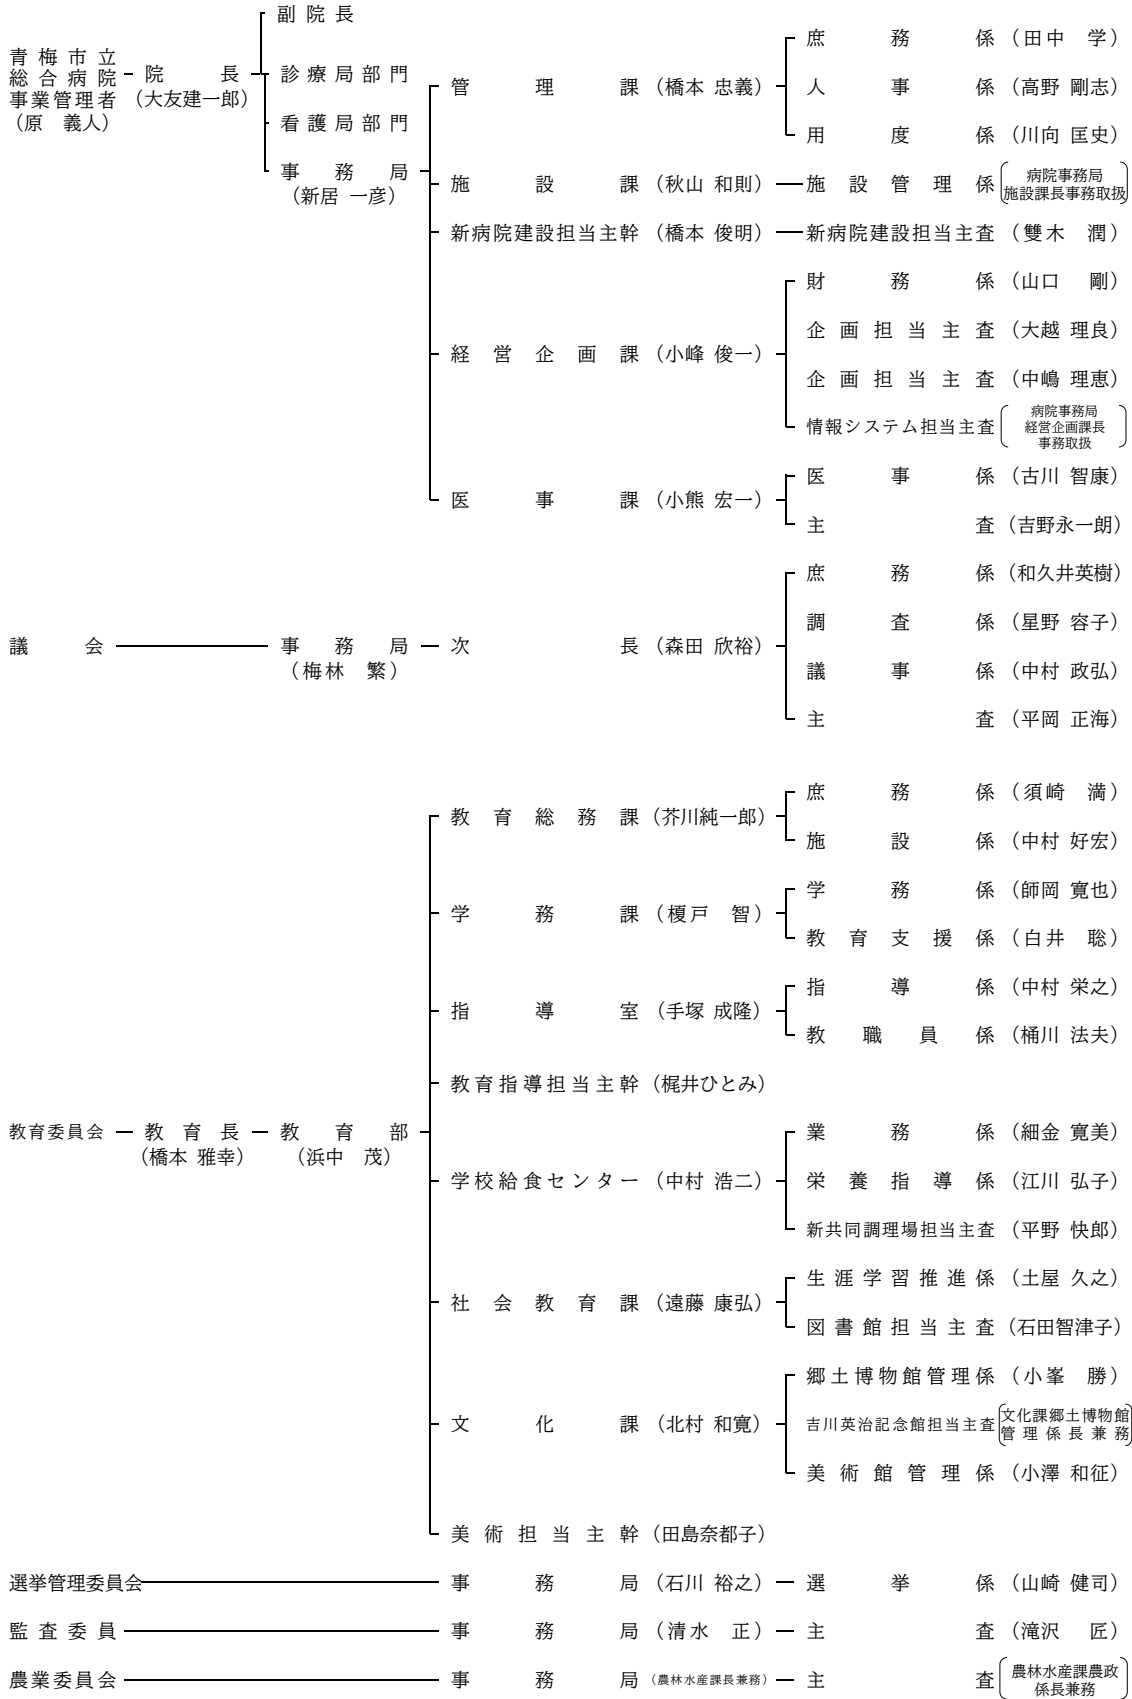 副院長
青梅市立
総合病院
事業管理者
（原　義人）
院長
（大友建一郎）
診療局部門
看護局部門
事務局
（新居 一彦）
管理課（橋本 忠義）
庶務係（田中　学）
人事係（高野 剛志）
用度係（川向 匡史）
施設課（秋山 和則）
施設管理係
病院事務局
施設課長事務取扱
新病院建設担当主幹（橋本 俊明）
新病院建設担当主査（雙木　潤）
経営企画課（小峰 俊一）
財務係（山口　剛）
企画担当主査（大越 理良）
企画担当主査（中嶋 理恵）
情報システム担当主査
病院事務局
経営企画課長
事務取扱
医事課（小熊 宏一）
医事係（古川 智康）
主査（吉野永一朗）
議会
事務局
（梅林　繁）
次長（森田 欣裕）
庶務係（和久井英樹）
調査係（星野 容子）
議事係（中村 政弘）
主査（平岡 正海）
教育委員会
教育長
（橋本 雅幸）
教育部
（浜中　茂）
教育総務課（芥川純一郎）
庶務係（須崎　満）
施設係（中村 好宏）
学務課（榎戸　智）
学務係（師岡 寛也）
教育支援係（白井　聡）
指導室（手塚 成隆）
指導係（中村 栄之）
教職員係（桶川 法夫）
教育指導担当主幹（梶井ひとみ）
学校給食センター（中村 浩二）
業務係（細金 寛美）
栄養指導係（江川 弘子）
新共同調理場担当主査（平野 快郎）
社会教育課（遠藤 康弘）
生涯学習推進係（土屋 久之）
図書館担当主査（石田智津子）
文化課（北村 和寛）
郷土博物館管理係（小峯　勝）
吉川英治記念館担当主査
文化課郷土博物館
管理係長兼務
美術館管理係（小澤 和征）
美術担当主幹（田島奈都子）
選挙管理委員会
事務局（石川 裕之）
選挙係（山崎 健司）
監査委員
事務局（清水　正）
主査（滝沢　匠）
農業委員会
事務局（農林水産課長兼務）
主査
農林水産課農政
係長兼務